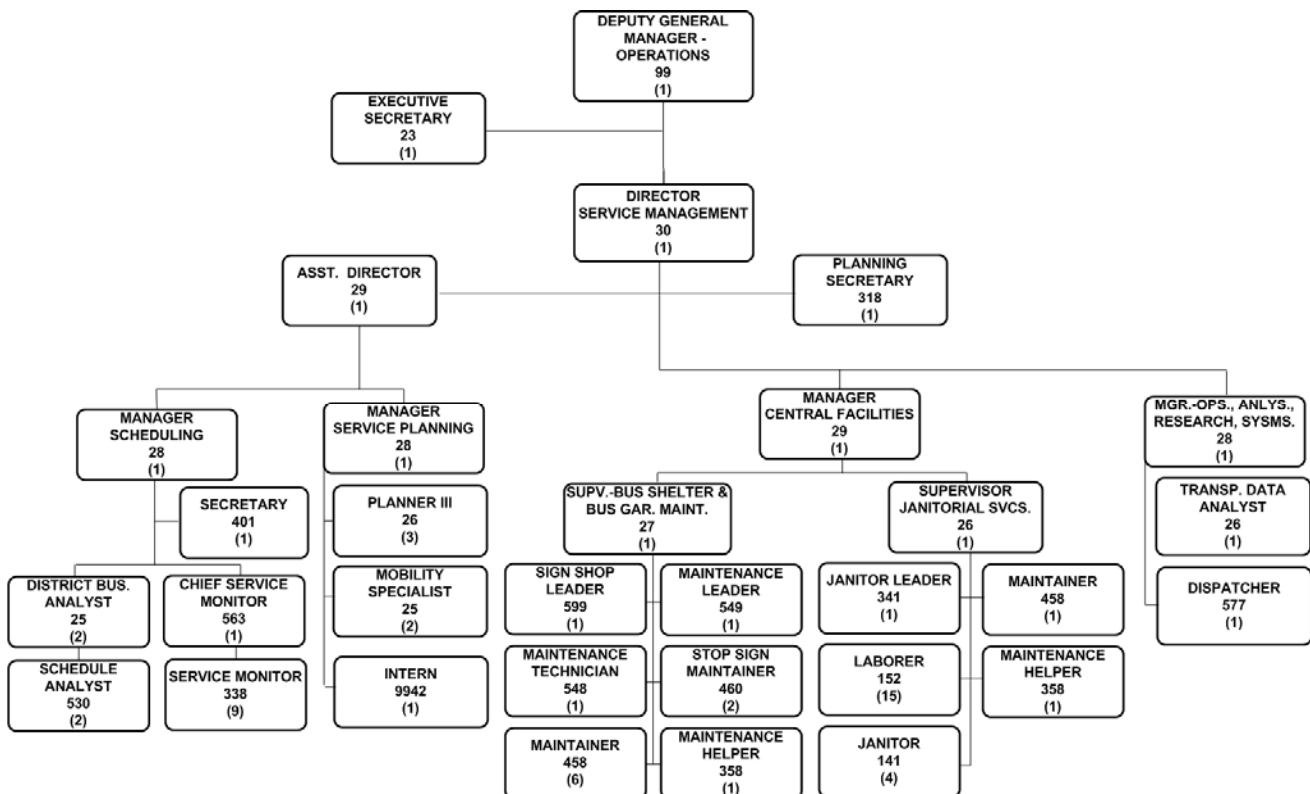 DEPUTY GENERAL
MANAGER -
OPERATIONS
99
(1)
EXECUTIVE
SECRETARY
23
(1)
DIRECTOR
SERVICE MANAGEMENT
30
(1)
ASST. DIRECTOR
29
(1)
PLANNING
SECRETARY
318
(1)
MANAGER
SCHEDULING
28
(1)
MANAGER
SERVICE PLANNING
28
(1)
MANAGER
CENTRAL FACILITIES
29
(1)
MGR.-OPS., ANLYS.,
RESEARCH, SYSMS.
28
(1)
SECRETARY
401
(1)
PLANNER III
26
(3)
SUPV.-BUS SHELTER &
BUS GAR. MAINT.
27
(1)
SUPERVISOR
JANITORIAL SVCS.
26
(1)
TRANSP. DATA
ANALYST
26
(1)
DISTRICT BUS.
ANALYST
25
(2)
CHIEF SERVICE
MONITOR
563
(1)
MOBILITY
SPECIALIST
25
(2)
SIGN SHOP
LEADER
599
(1)
MAINTENANCE
LEADER
549
(1)
JANITOR LEADER
341
(1)
MAINTAINER
458
(1)
DISPATCHER
577
(1)
SCHEDULE
ANALYST
530
(2)
SERVICE MONITOR
338
(9)
INTERN
9942
(1)
MAINTENANCE
TECHNICIAN
548
(1)
STOP SIGN
MAINTAINER
460
(2)
LABORER
152
(15)
MAINTENANCE
HELPER
358
(1)
MAINTAINER
458
(6)
MAINTENANCE
HELPER
358
(1)
JANITOR
141
(4)